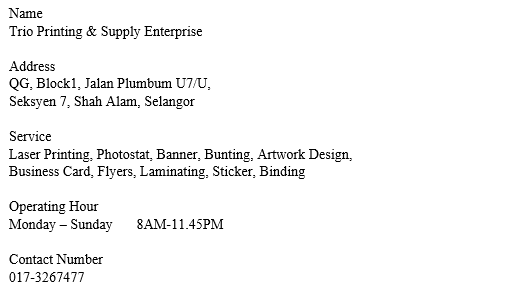 Name
Trio Printing & Supply Enterprise
Address
QG, Block1, Jalan Plumbum U7/U,
Seksyen 7, Shah Alam, Selangor
Service
Laser Printing, Photostat, Banner, Bunting, Artwork Design,
Business Card, Flyers, Laminating, Sticker, Binding
Operating Hour
Monday – Sunday 8AM-11.45PM
Contact Number
017-3267477